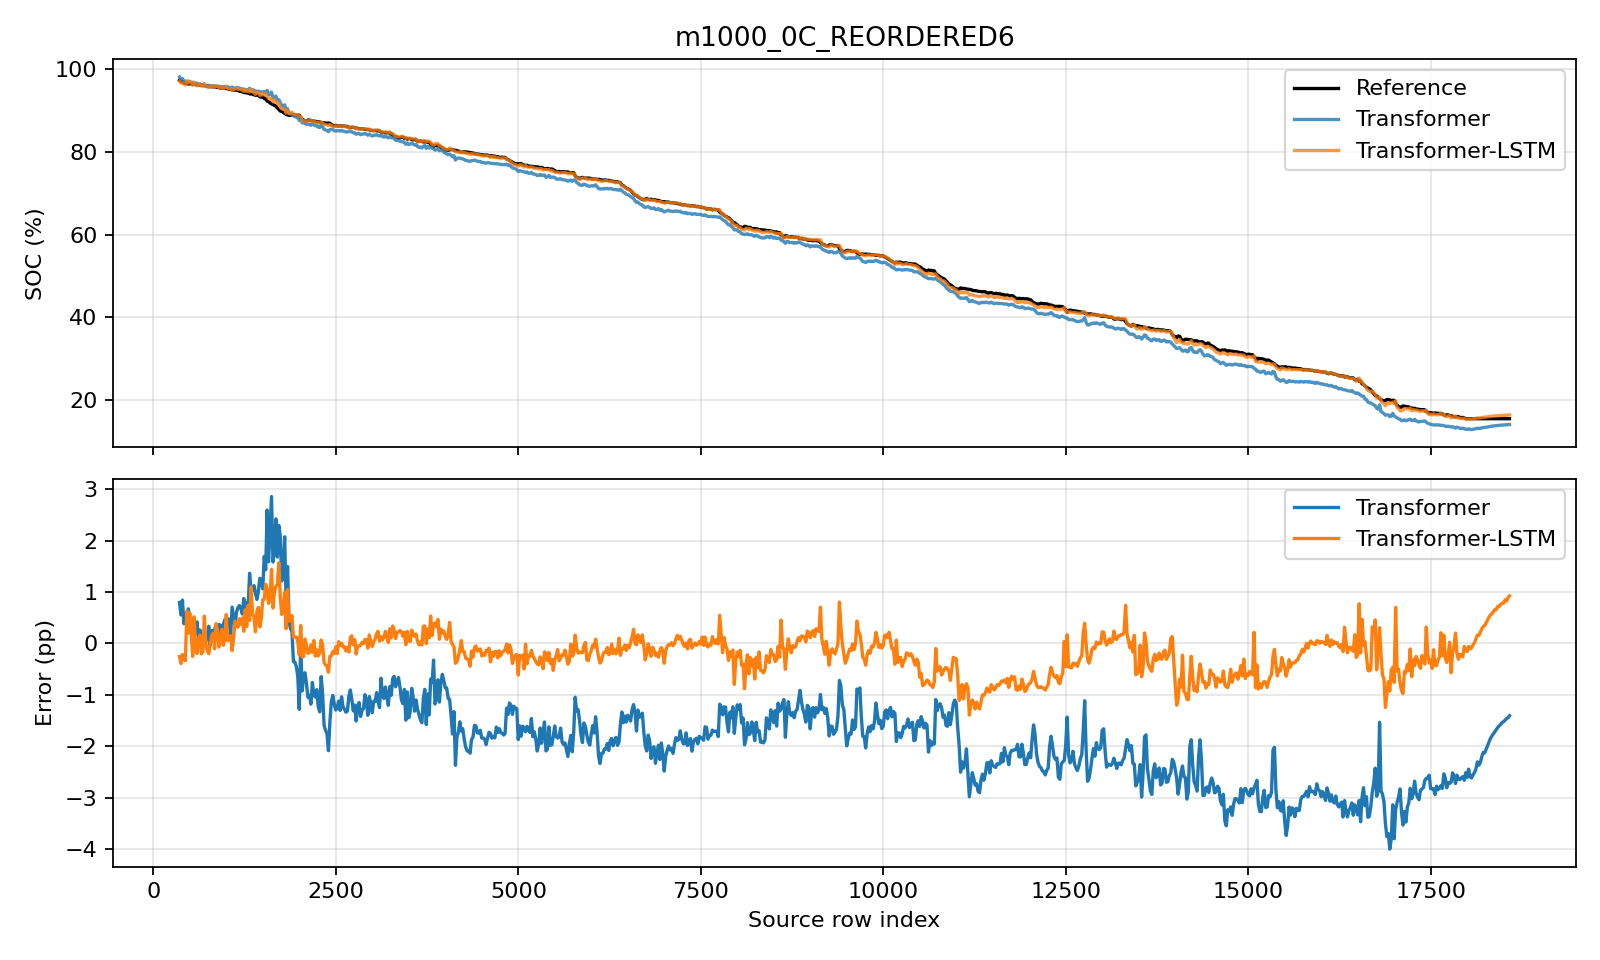 m1000_0C_REORDERED6
100
80
60
40
20
SOC (%)
Reference
Transformer
Transformer-LSTM
3
2
1
0
−1
−2
−3
−4
Error (pp)
Transformer
Transformer-LSTM
0 2500 5000 7500 10000 12500 15000 17500
Source row index